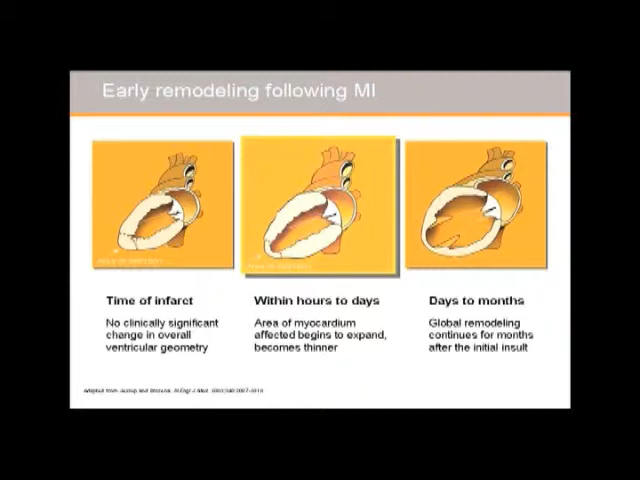 Early remodeling following MI
Time of infarct
No clinically significant
change in overall
ventricular geometry
Within hours to days
Area of myocardium
affected begins to expand,
becomes thinner
Days to months
Global remodeling
continues for months
after the initial insult
Adapted from